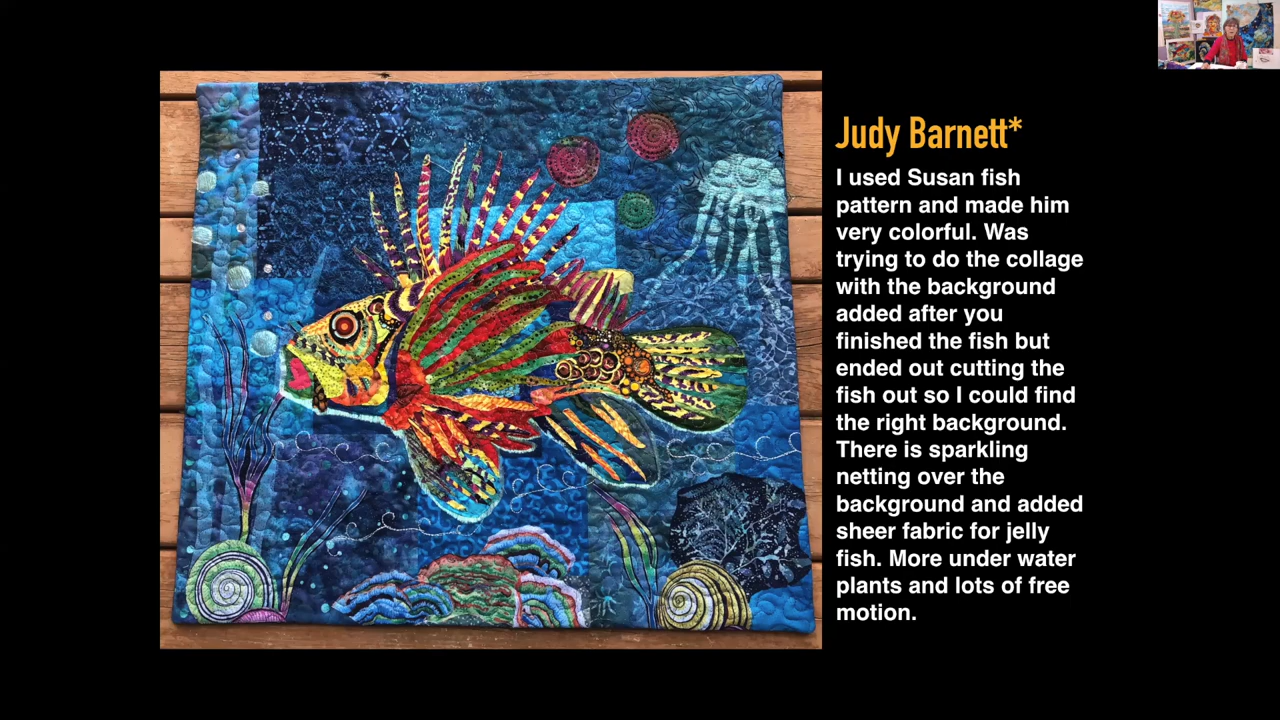 Judy Barnett*
I used Susan fish
pattern and made him
very colorful. Was
trying to do the collage
with the background
added after you
finished the fish but
ended out cutting the
fish out so I could find
the right background.
There is sparkling
netting over the
background and added
sheer fabric for jelly
fish. More under water
plants and lots of free
motion.